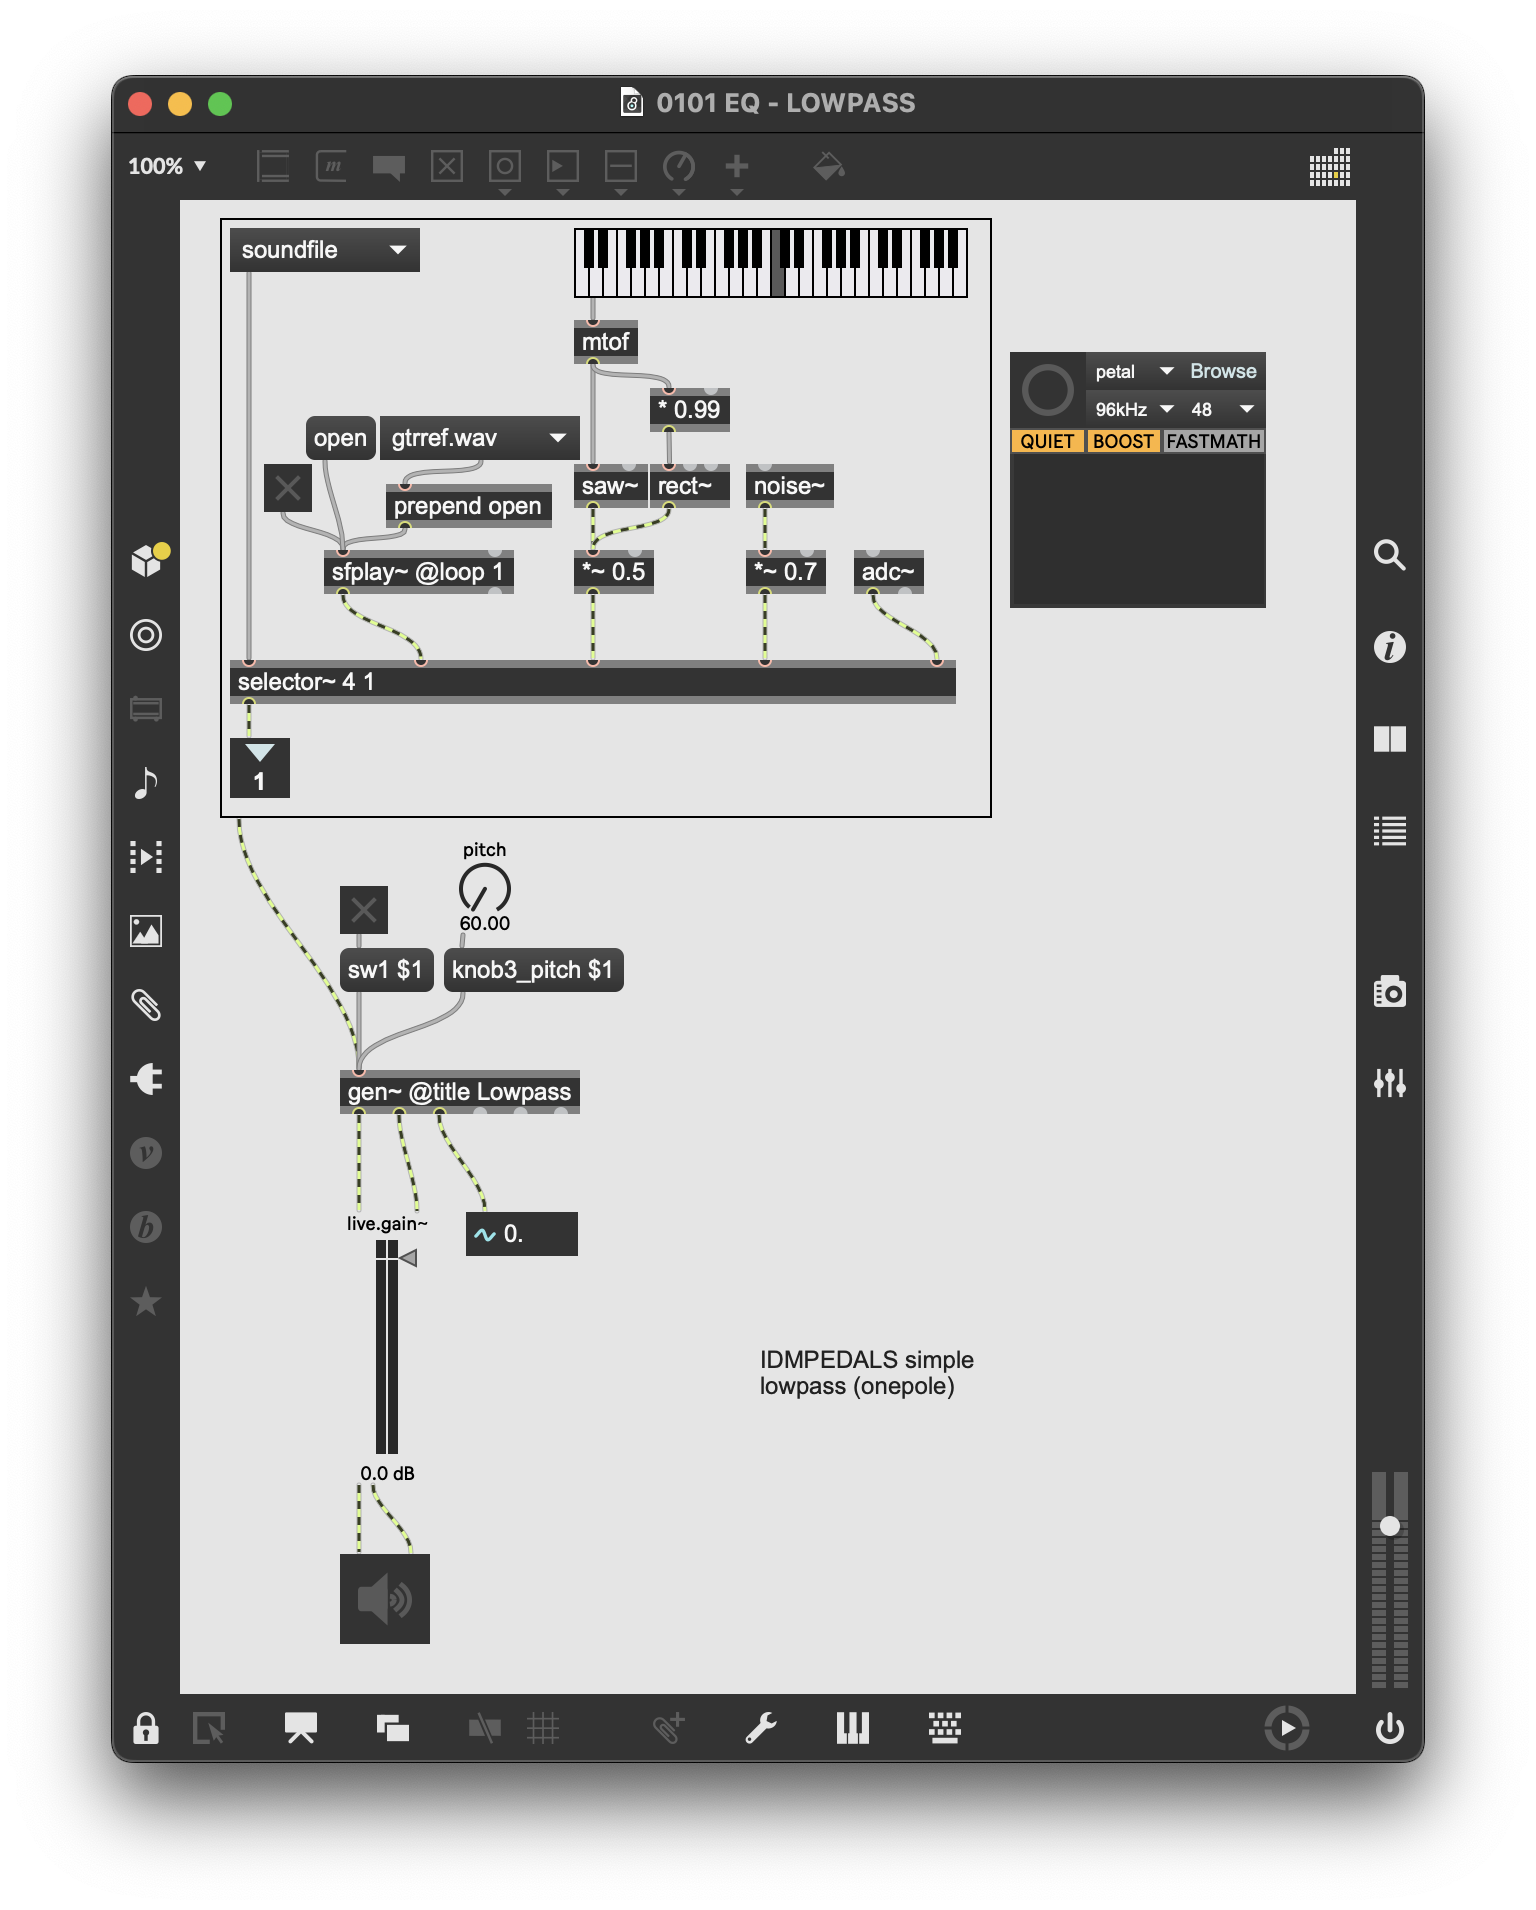 0101 EQ - LOWPASS
100%
m
soundfile
mtof
* 0.99
petal
Browse
96kHz
48
QUIET
BOOST
FASTMATH
open
gtrref.wav
prepend open
saw~
rect~
noise~
sfplay~ @loop 1
*~ 0.5
*~ 0.7
adc~
selector~ 4 1
1
pitch
60.00
sw1 $1
knob3_pitch $1
gen~ @title Lowpass
live.gain~
0.
0.0 dB
IDMPEDALS simple
lowpass (onepole)
i
v
b